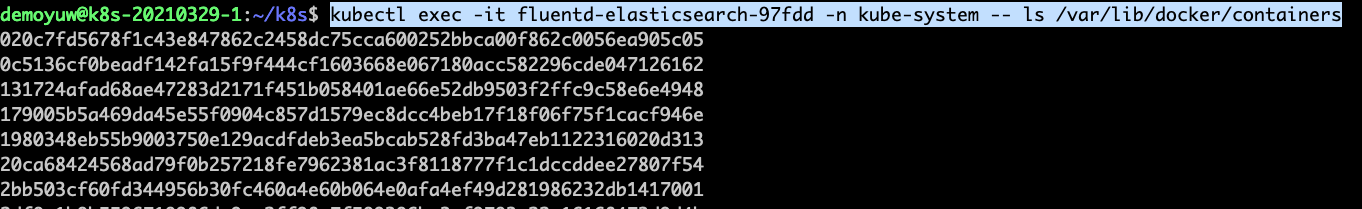 demoyuw@k8s-20210329-1:~/k8s$ kubectl exec -it fluentd-elasticsearch-97fdd -n kube-system -- ls /var/lib/docker/containers
020c7fd5678f1c43e847862c2458dc75cca600252bbca00f862c0056ea905c05
0c5136cf0beadf142fa15f9f444cf1603668e067180acc582296cde047126162
131724afad68ae47283d2171f451b058401ae66e52db9503f2ffc9c58e6e4948
179005b5a469da45e55f0904c857d1579ec8dcc4beb17f18f06f75f1cacf946e
1980348eb55b9003750e129acdfdeb3ea5bcab528fd3ba47eb1122316020d313
20ca68424568ad79f0b257218fe7962381ac3f8118777f1c1dccddee27807f54
2bb503cf60fd344956b30fc460a4e60b064e0afa4ef49d281986232db1417001